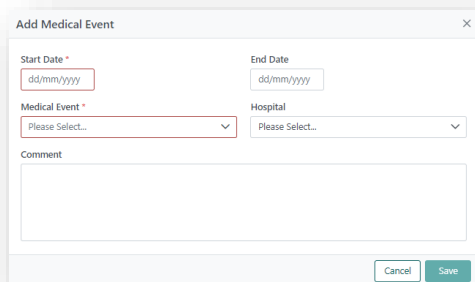 Add Medical Event ×
Start Date * End Date
dd/mm/yyyy dd/mm/yyyy
Medical Event * Hospital
Please Select... Please Select...
Comment
Cancel Save